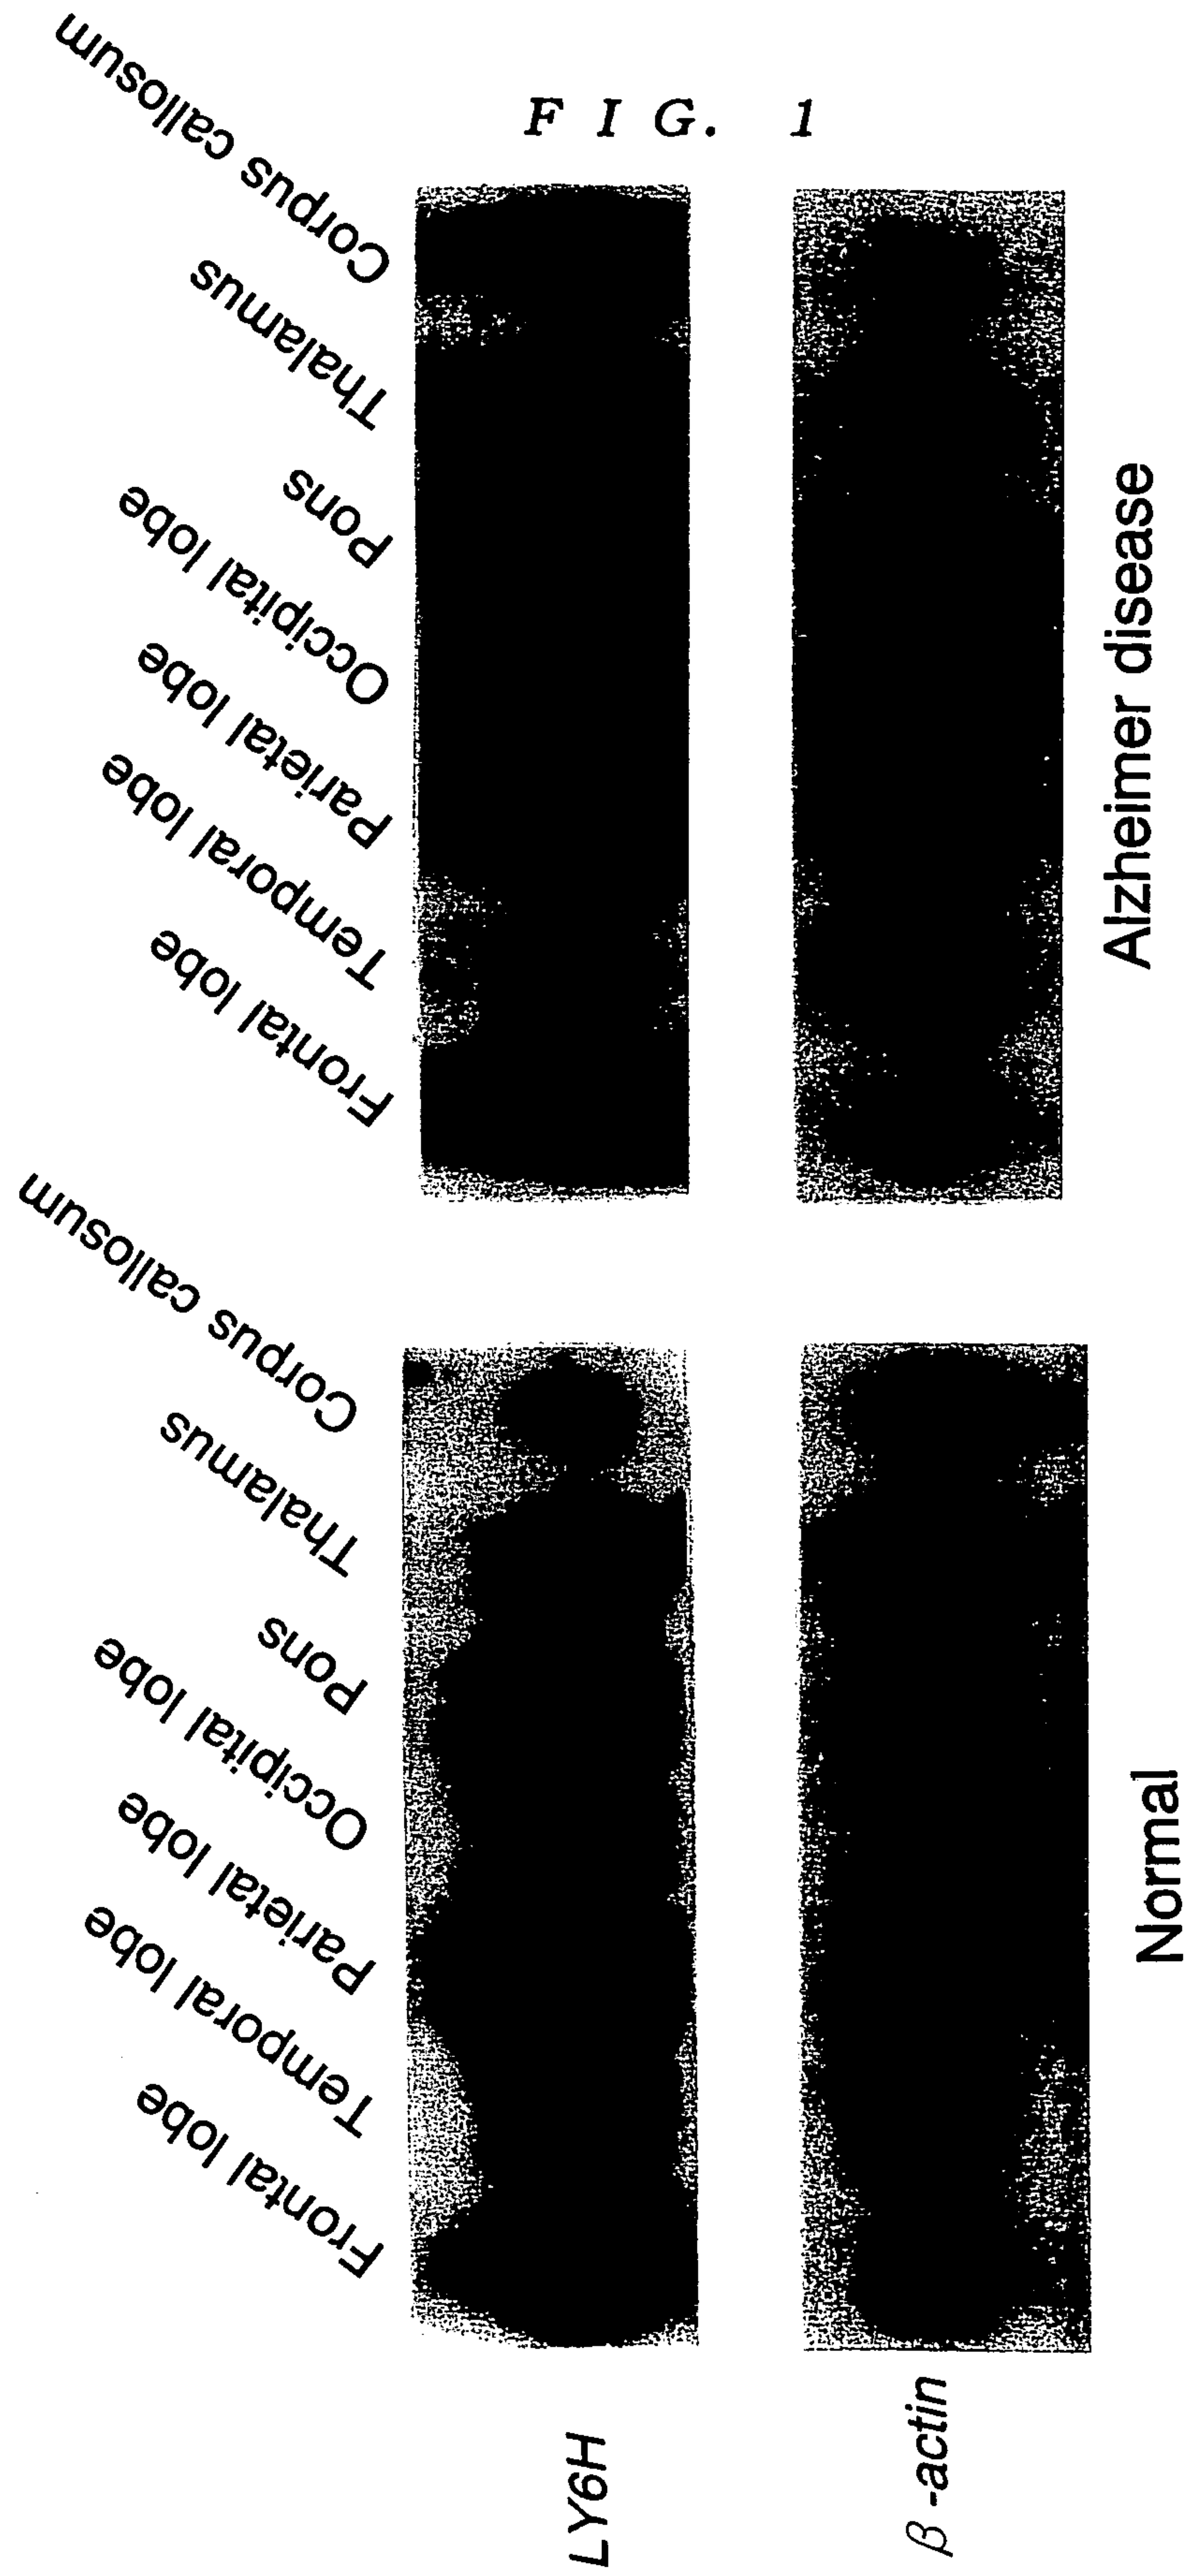 FIG. 1
Frontal lobe
Temporal lobe
Parietal lobe
Occipital lobe
Pons
Thalamus
Corpus callosum
Frontal lobe
Temporal lobe
Parietal lobe
Occipital lobe
Pons
Thalamus
Corpus callosum
LY6H
β-actin
Normal
Alzheimer disease